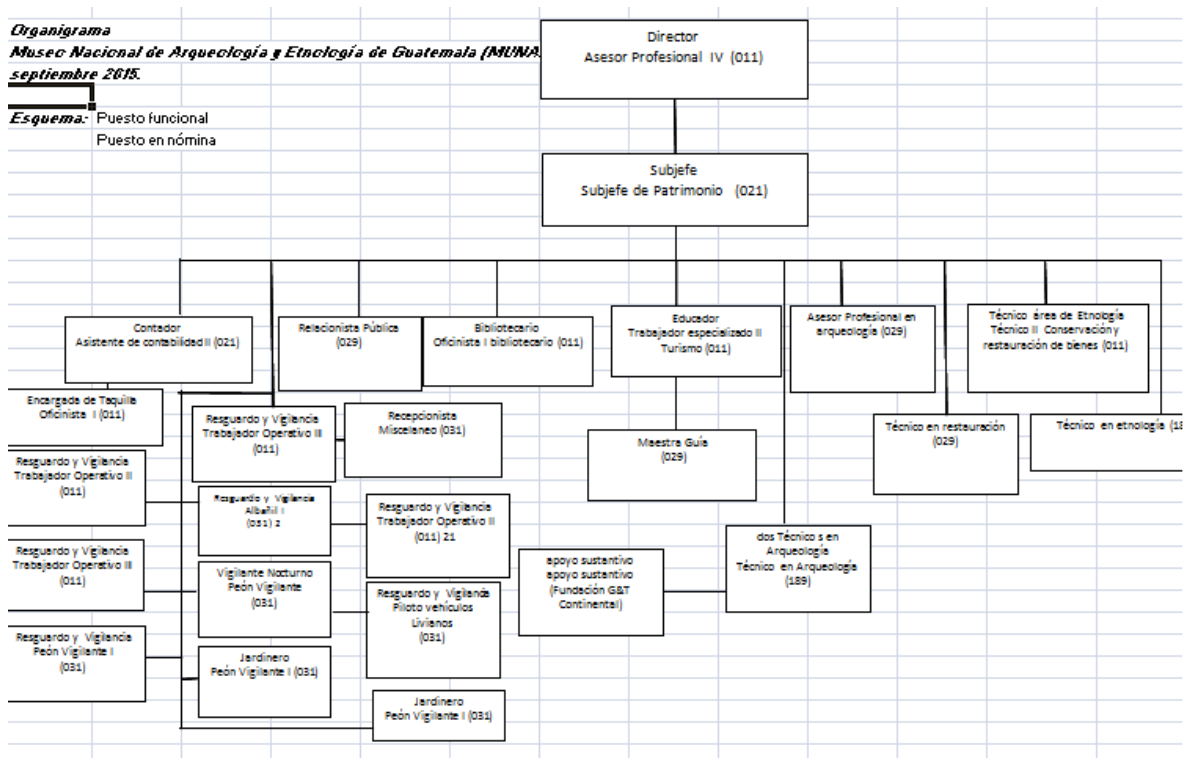 Organigrama
Museo Nacional de Arqueología y Etnología de Guatemala (MUNA
septiembre 2015.
Esquema: Puesto funcional
Puesto en nómina
Director
Asesor Profesional IV (011)
Subjefe
Subjefe de Patrimonio (021)
Contador
Asistente de contabilidad II (021)
Relacionista Pública
(029)
Bibliotecario
Oficinista I bibliotecario (011)
Educador
Trabajador especializado II
Turismo (011)
Asesor Profesional en
arqueología (029)
Técnico área de Etnología
Técnico II Conservación y
restauración de bienes (011)
Encargada de Taquilla
Oficinista I (011)
Resguardo y Vigilancia
Trabajador Operativo III
(011)
Recepcionista
Miscelaneo (031)
Maestra Guía
(029)
Técnico en restauración
(029)
Técnico en etnología (18
Resguardo y Vigilancia
Trabajador Operativo II
(011)
Resguardo y Vigilancia
Albañil I
(031) 2
Resguardo y Vigilancia
Trabajador Operativo II
(011) 21
dos Técnico s en
Arqueología
Técnico en Arqueología
(189)
apoyo sustantivo
apoyo sustantivo
(Fundación G&T
Continental)
Resguardo y Vigilancia
Trabajador Operativo III
(011)
Vigilante Nocturno
Peón Vigilante
(031)
Resguardo y Vigilanda
Piloto vehículos
Livianos
(031)
Resguardo y Vigilancia
Peón Vigilante I
(031)
Jardinero
Peón Vigilante I (031)
Jardinero
Peón Vigilante I (031)